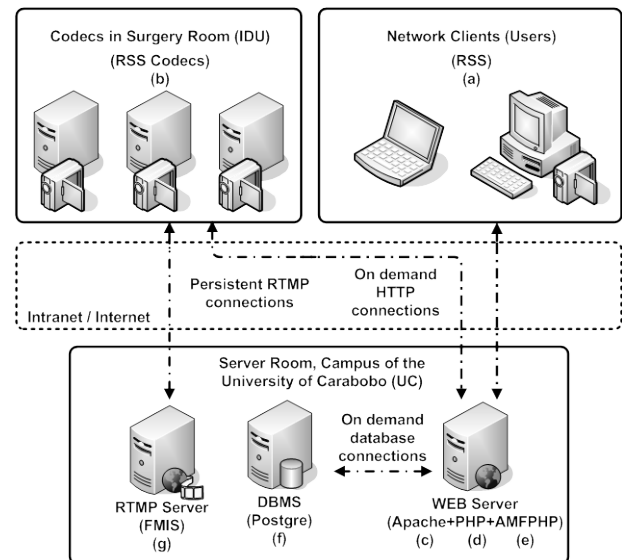 Codecs in Surgery Room (IDU)
(RSS Codecs)
(b)
Network Clients (Users)
(RSS)
(a)
Persistent RTMP
connections
On demand
HTTP
connections
Intranet / Internet
Server Room, Campus of the
University of Carabobo (UC)
On demand
database
connections
RTMP Server
(FMIS)
(g)
DBMS
(Postgre)
(f)
WEB Server
(Apache+PHP+AMFPHP)
(c) (d) (e)